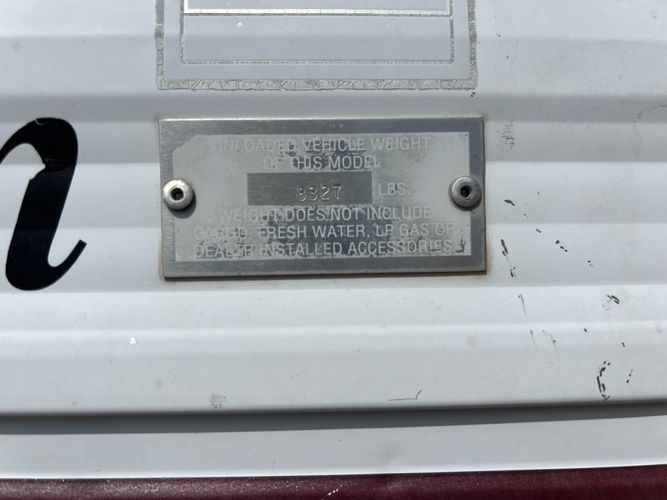 UNLOADED VEHICLE WEIGHT
OF THIS MODEL
8327 LBS.
WEIGHT DOES NOT INCLUDE
CARGO, FRESH WATER, LP GAS OR
DEALER INSTALLED ACCESSORIES.